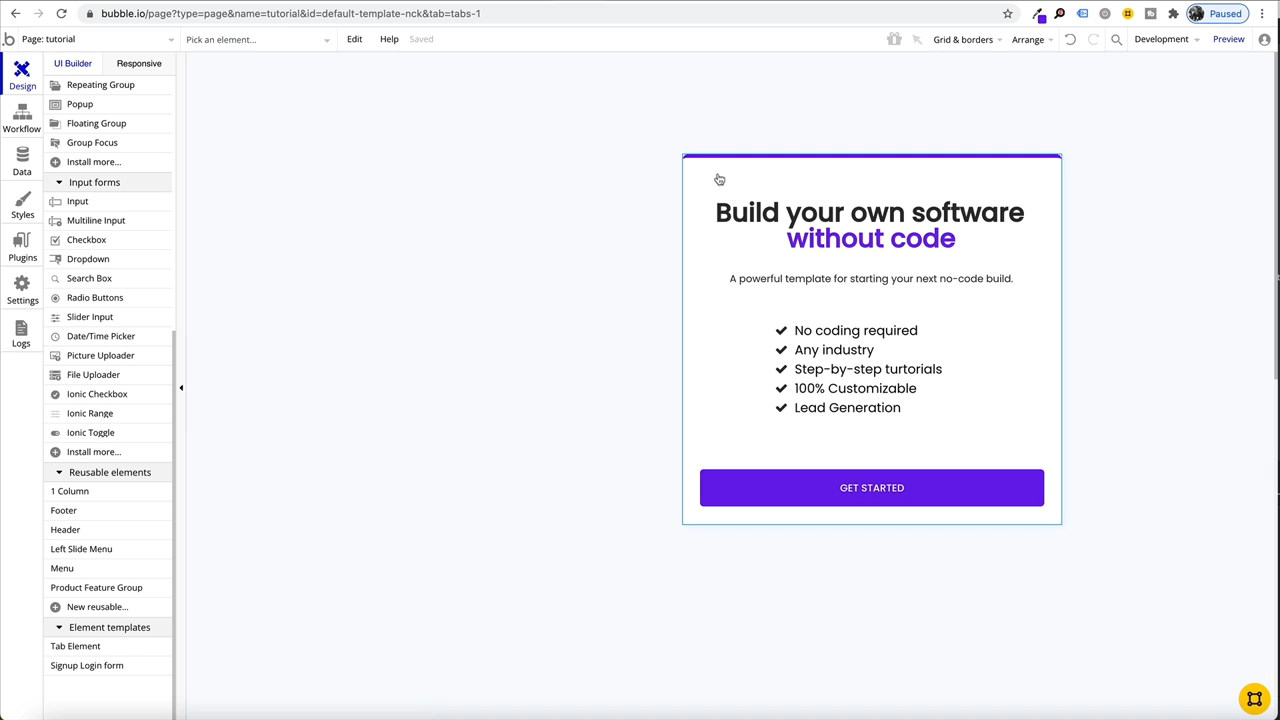 bubble.io/page?type=page&name=tutorial&id=default-template-nck&tab=tabs-1
Paused
Page: tutorial
Pick an element...
Edit
Help
Saved
Grid & borders
Arrange
Development
Preview
UI Builder
Responsive
Design
Workflow
Data
Styles
Plugins
Settings
Logs
Repeating Group
Popup
Floating Group
Group Focus
Install more...
Input forms
Input
Multiline Input
Checkbox
Dropdown
Search Box
Radio Buttons
Slider Input
Date/Time Picker
Picture Uploader
File Uploader
Ionic Checkbox
Ionic Range
Ionic Toggle
Install more...
Reusable elements
1 Column
Footer
Header
Left Slide Menu
Menu
Product Feature Group
New reusable...
Element templates
Tab Element
Signup Login form
Build your own software
without code
A powerful template for starting your next no-code build.
No coding required
Any industry
Step-by-step turtorials
100% Customizable
Lead Generation
GET STARTED